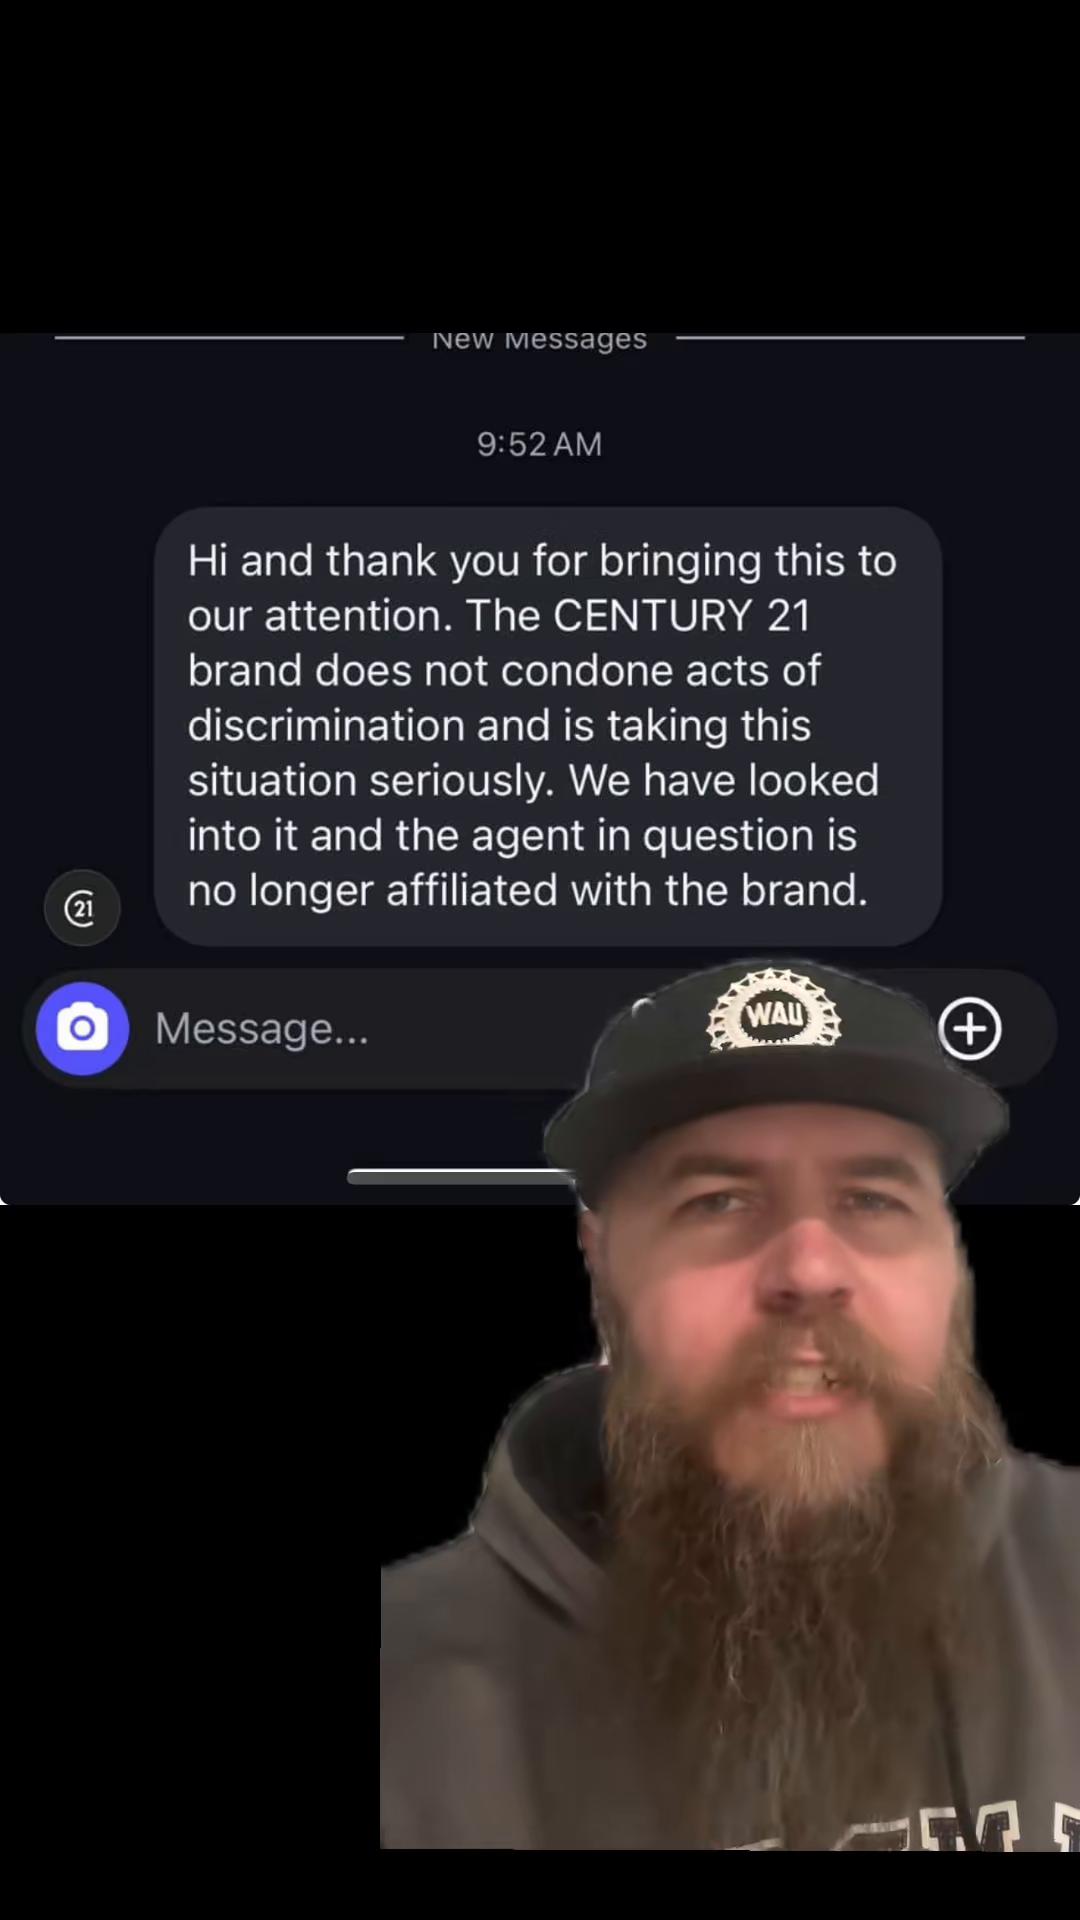 New Messages
9:52 AM
Hi and thank you for bringing this to
our attention. The CENTURY 21
brand does not condone acts of
discrimination and is taking this
situation seriously. We have looked
into it and the agent in question is
no longer affiliated with the brand.
21
Message...
WAU